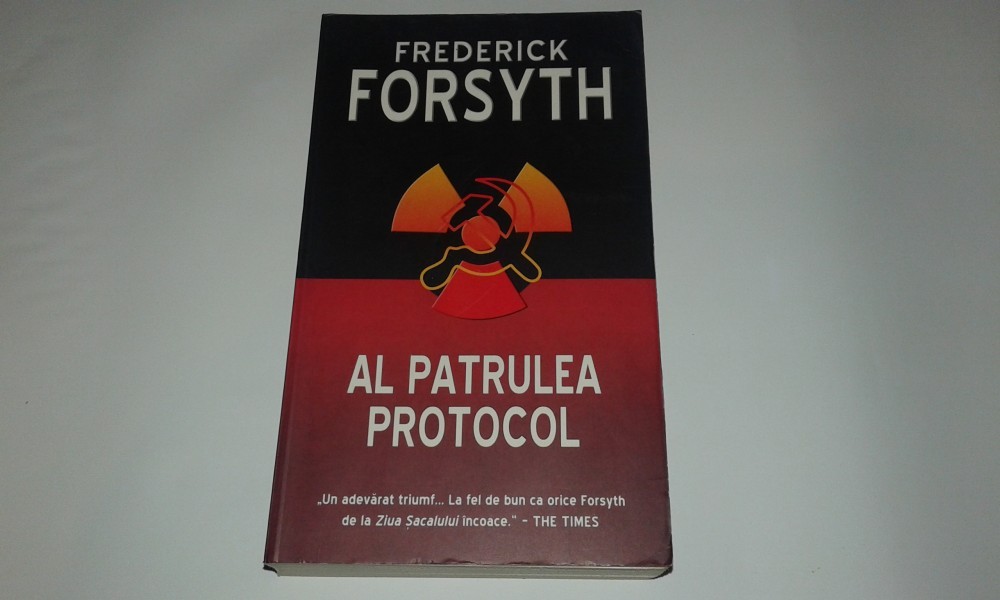 FREDERICK
FORSYTH
AL PATRULEA
PROTOCOL
„Un adevărat triumf... La fel de bun ca orice Forsyth
de la Ziua Șacalului încoace.” – THE TIMES